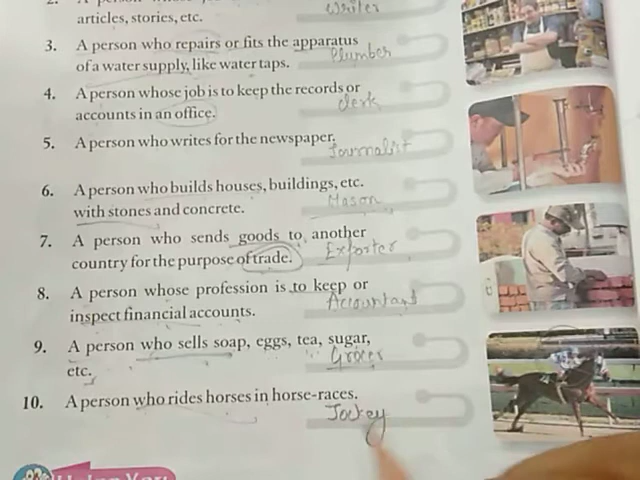 articles, stories, etc.
Writer
3. A person who repairs or fits the apparatus
of a water supply, like water taps.
Plumber
4. A person whose job is to keep the records or
accounts in an office.
clerk
5. A person who writes for the newspaper.
Journalist
6. A person who builds houses, buildings, etc.
with stones and concrete.
Mason
7. A person who sends goods to another
country for the purpose of trade.
Exporter
8. A person whose profession is to keep or
inspect financial accounts.
Accountant
9. A person who sells soap, eggs, tea, sugar,
etc.
Grocer
10. A person who rides horses in horse-races.
Jockey